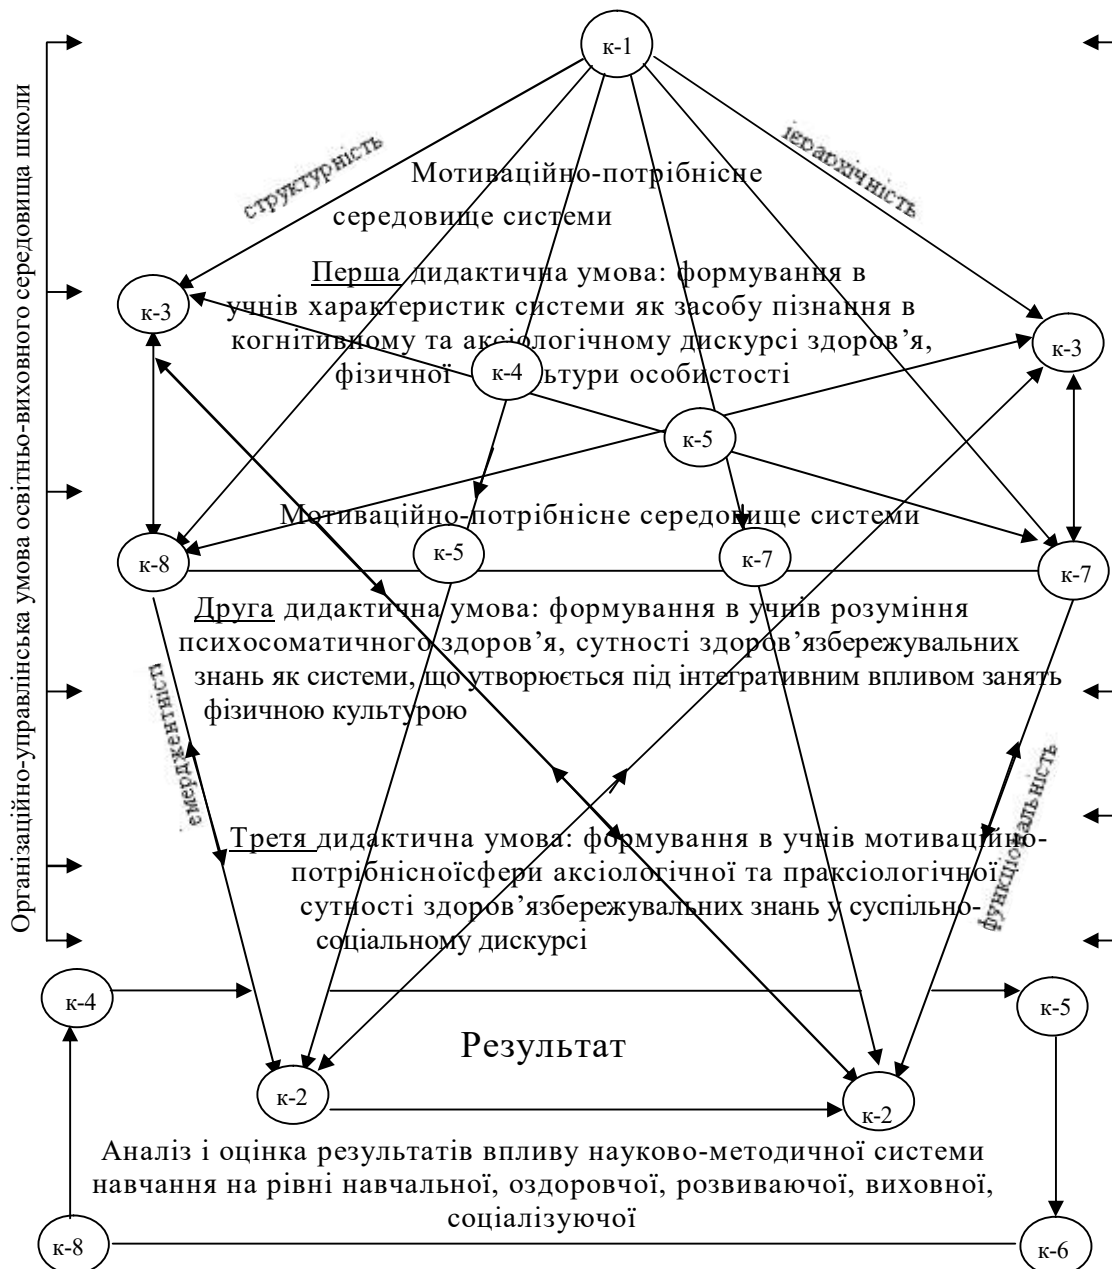 Організаційно-управлінська умова освітньо-виховного середовища школи
к-1
структурність
ієрархічність
Мотиваційно-потрібнісне
середовище системи
Перша дидактична умова: формування в
учнів характеристик системи як засобу пізнання в
когнітивному та аксіологічному дискурсі здоров’я,
фізичної ьтури особистості
к-3
к-3
к-4
к-5
Мотиваційно-потрібнісне середовище системи
к-8
к-5
к-7
к-7
Друга дидактична умова: формування в учнів розуміння
психосоматичного здоров’я, сутності здоров’язбережувальних
знань як системи, що утворюється під інтегративним впливом занять
фізичною культурою
емерджентність
функціональність
Третя дидактична умова: формування в учнів мотиваційно-
потрібнісноїсфери аксіологічної та праксіологічної
сутності здоров’язбережувальних знань у суспільно-
соціальному дискурсі
к-4
к-5
Результат
к-2
к-2
Аналіз і оцінка результатів впливу науково-методичної системи
навчання на рівні навчальної, оздоровчої, розвиваючої, виховної,
соціалізуючої
к-8
к-6